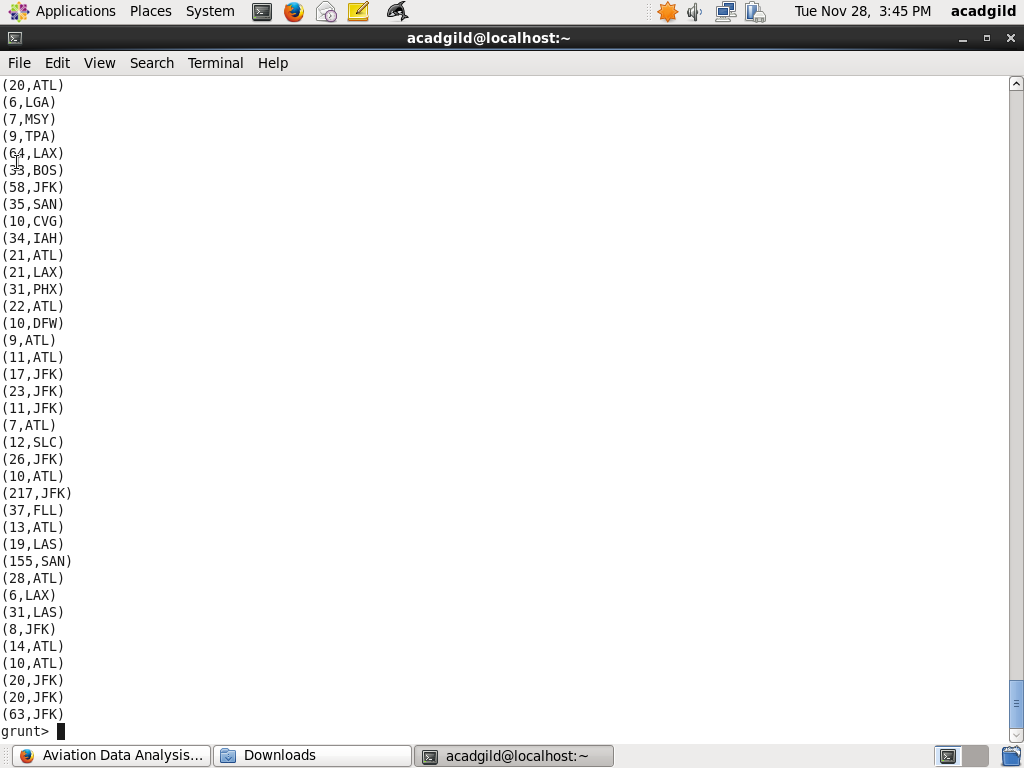 Applications Places System Tue Nov 28, 3:45 PM acadgild
acadgild@localhost:~
File Edit View Search Terminal Help
(20,ATL)
(6,LGA)
(7,MSY)
(9,TPA)
(64,LAX)
(33,BOS)
(58,JFK)
(35,SAN)
(10,CVG)
(34,IAH)
(21,ATL)
(21,LAX)
(31,PHX)
(22,ATL)
(10,DFW)
(9,ATL)
(11,ATL)
(17,JFK)
(23,JFK)
(11,JFK)
(7,ATL)
(12,SLC)
(26,JFK)
(10,ATL)
(217,JFK)
(37,FLL)
(13,ATL)
(19,LAS)
(155,SAN)
(28,ATL)
(6,LAX)
(31,LAS)
(8,JFK)
(14,ATL)
(10,ATL)
(20,JFK)
(20,JFK)
(63,JFK)
grunt>
Aviation Data Analysis... Downloads acadgild@localhost:~